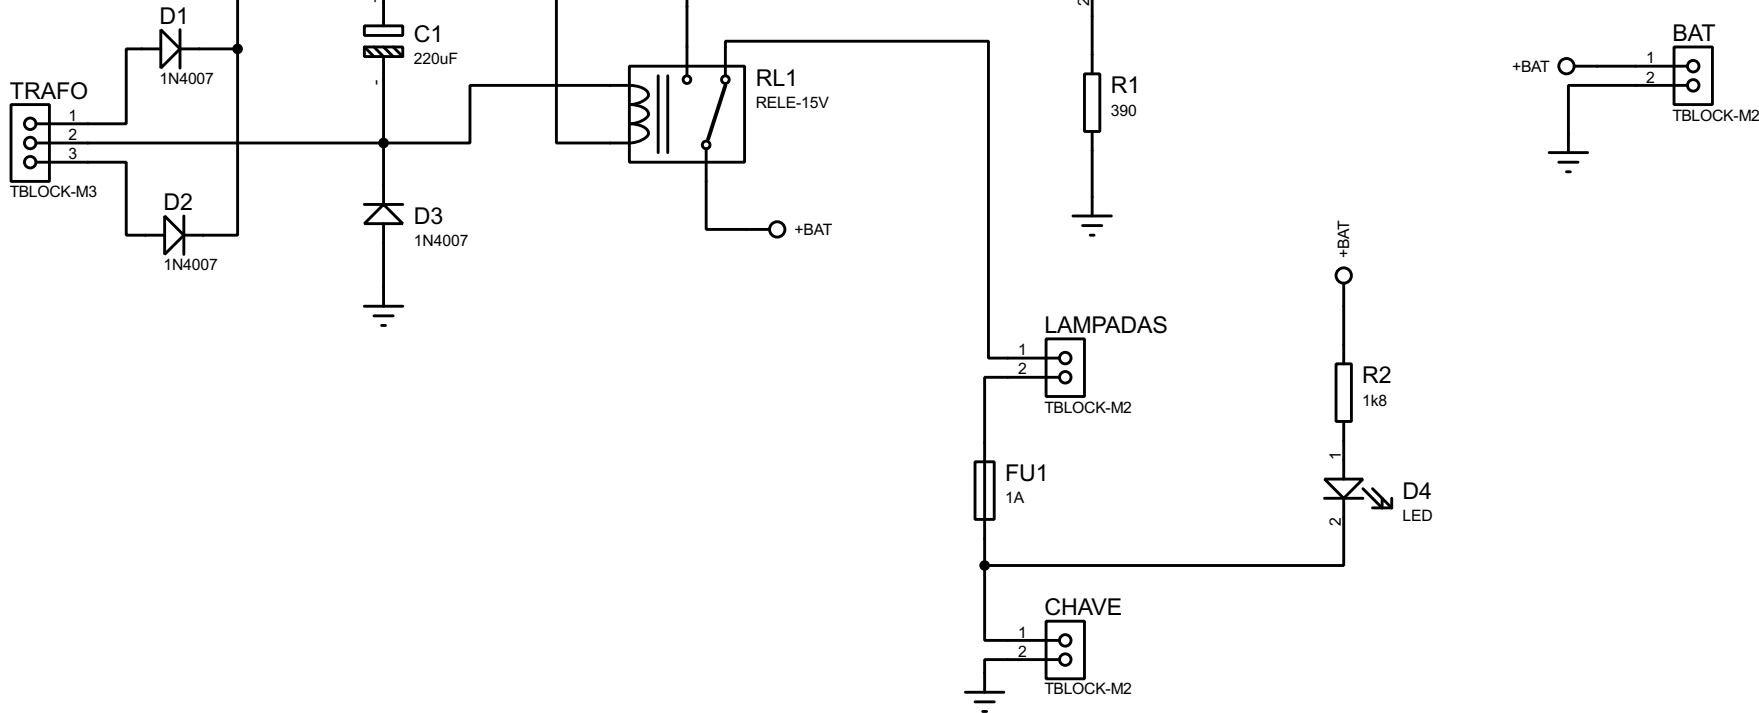 D1
1N4007
C1
220uF
-
2
BAT
+BAT
1
2
TBLOCK-M2
TRAFO
1
2
3
TBLOCK-M3
RL1
RELE-15V
R1
390
D2
1N4007
D3
1N4007
+BAT
+BAT
LAMPADAS
1
2
TBLOCK-M2
R2
1k8
FU1
1A
1
2
D4
LED
CHAVE
1
2
TBLOCK-M2